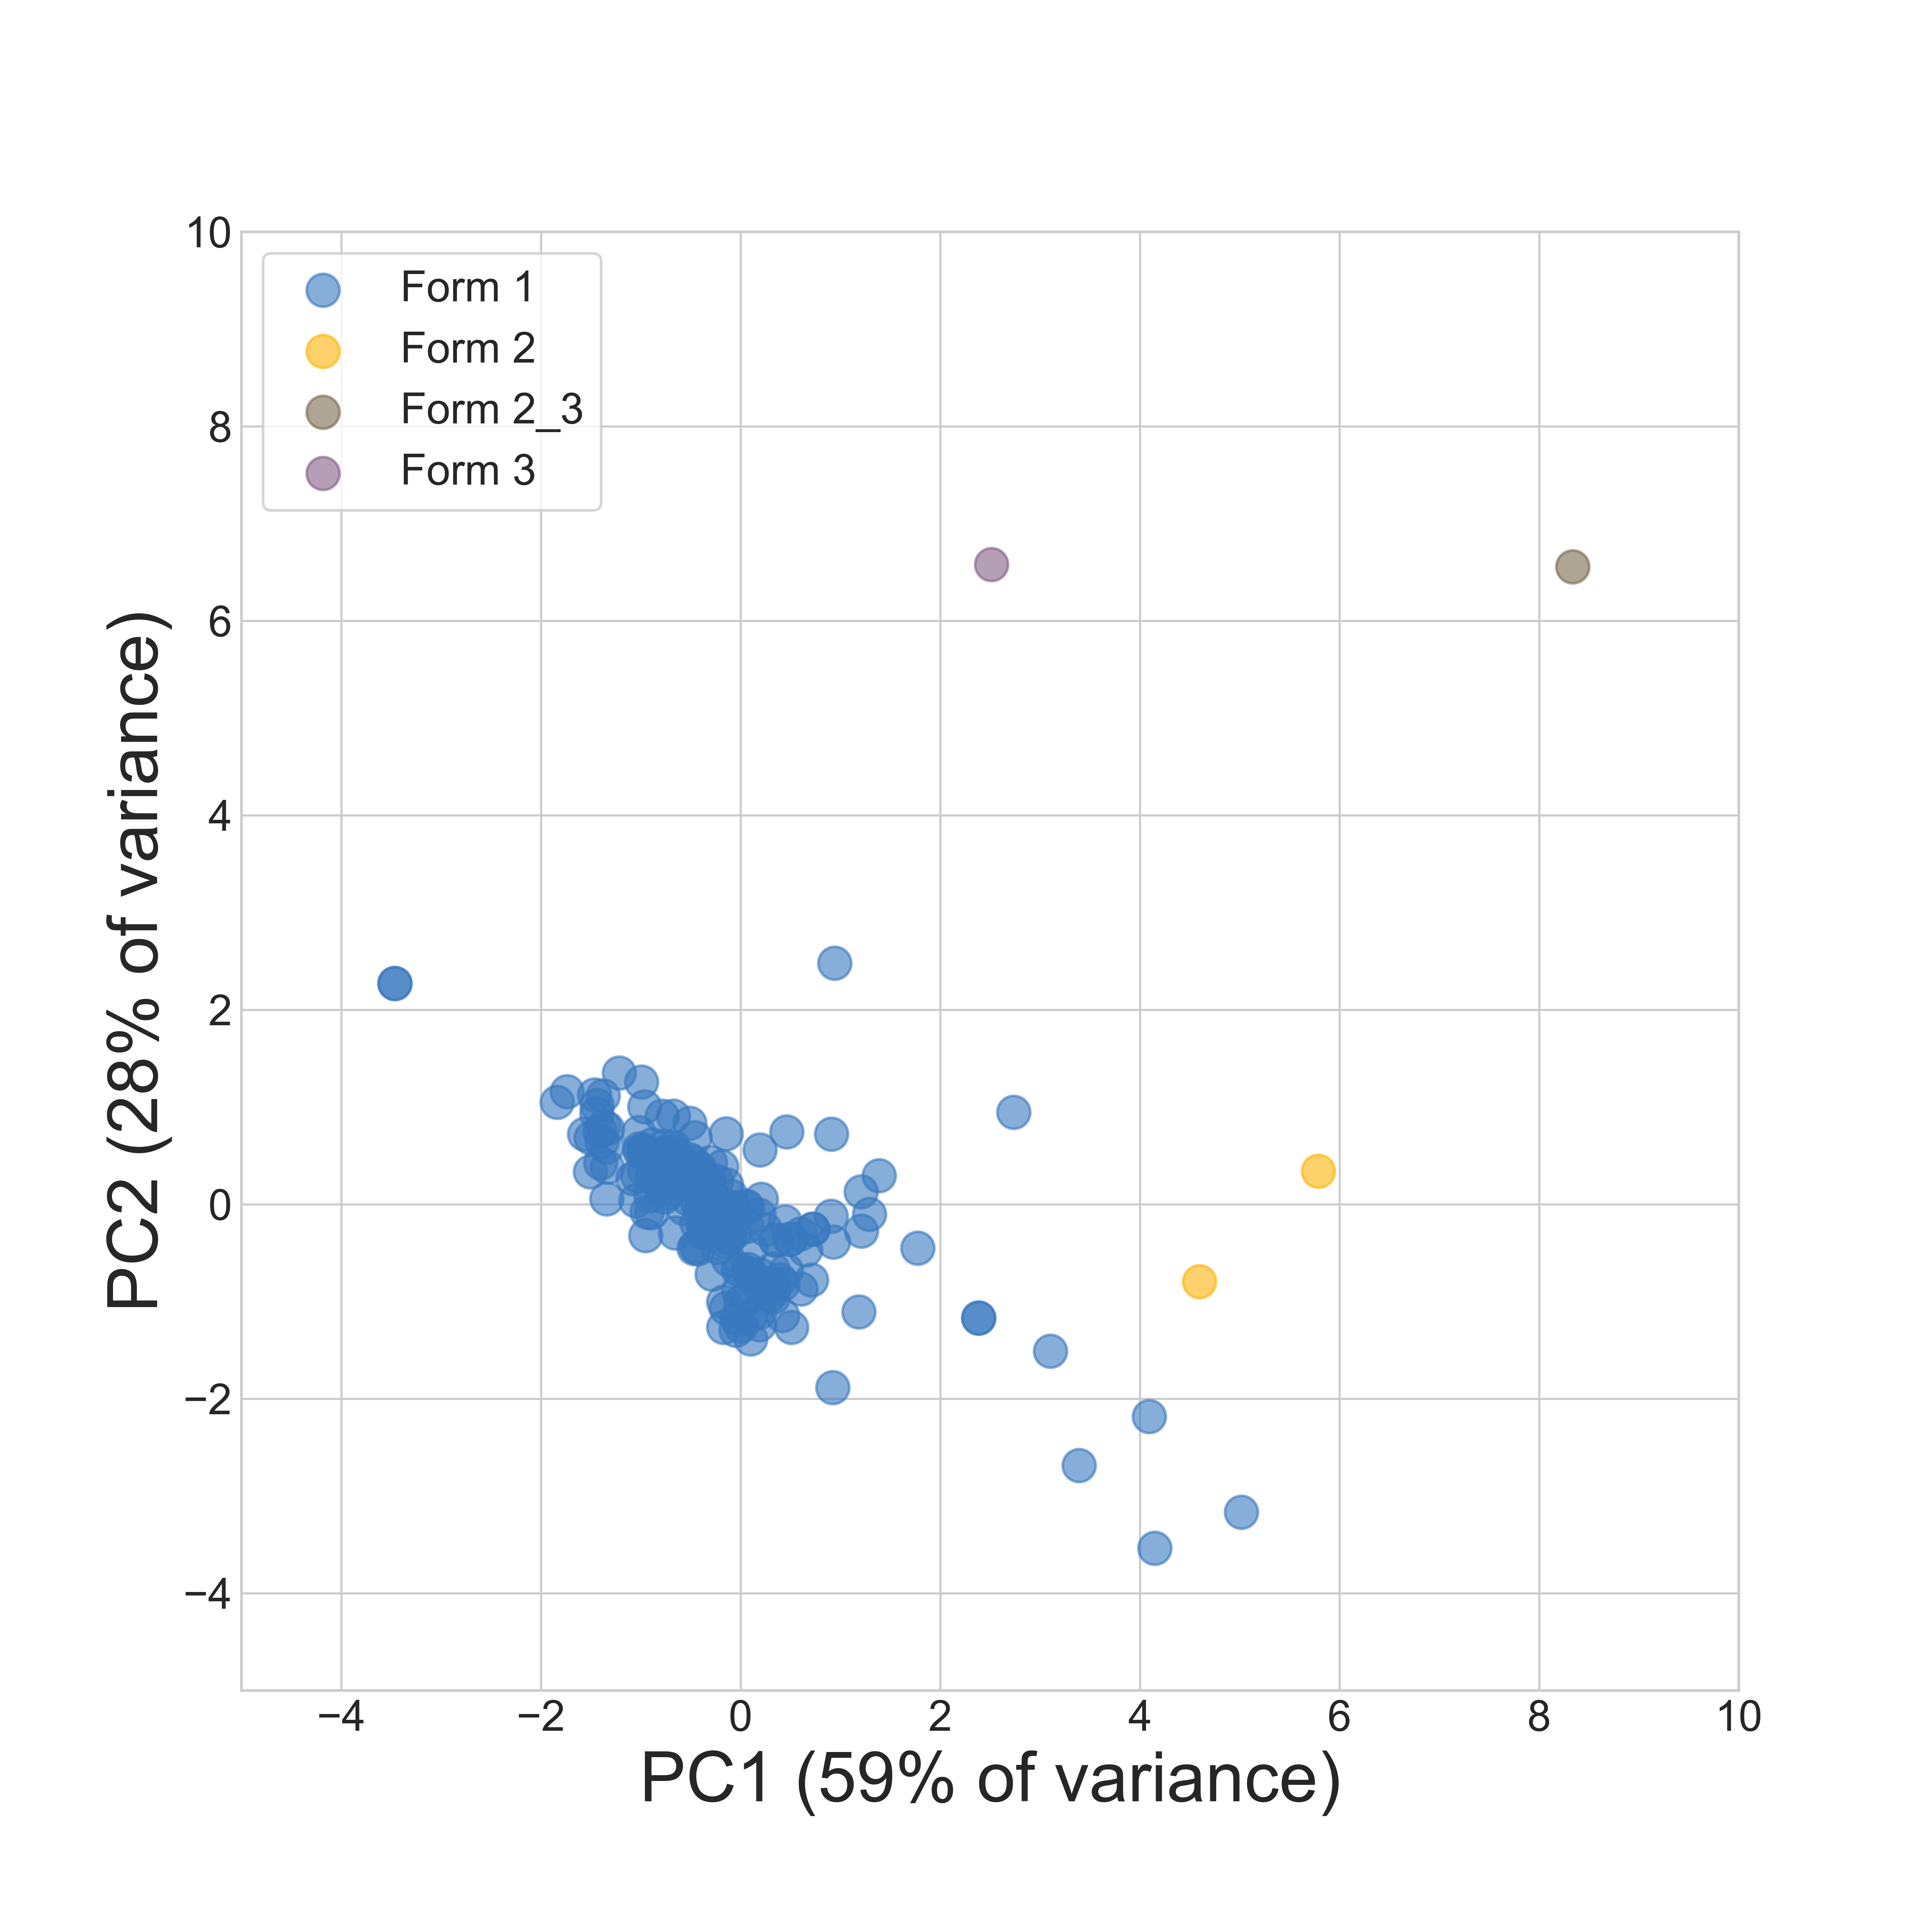 10
8
6
4
2
0
−2
−4
PC2 (28% of variance)
Form 1
Form 2
Form 2_3
Form 3
−4 −2 0 2 4 6 8 10
PC1 (59% of variance)